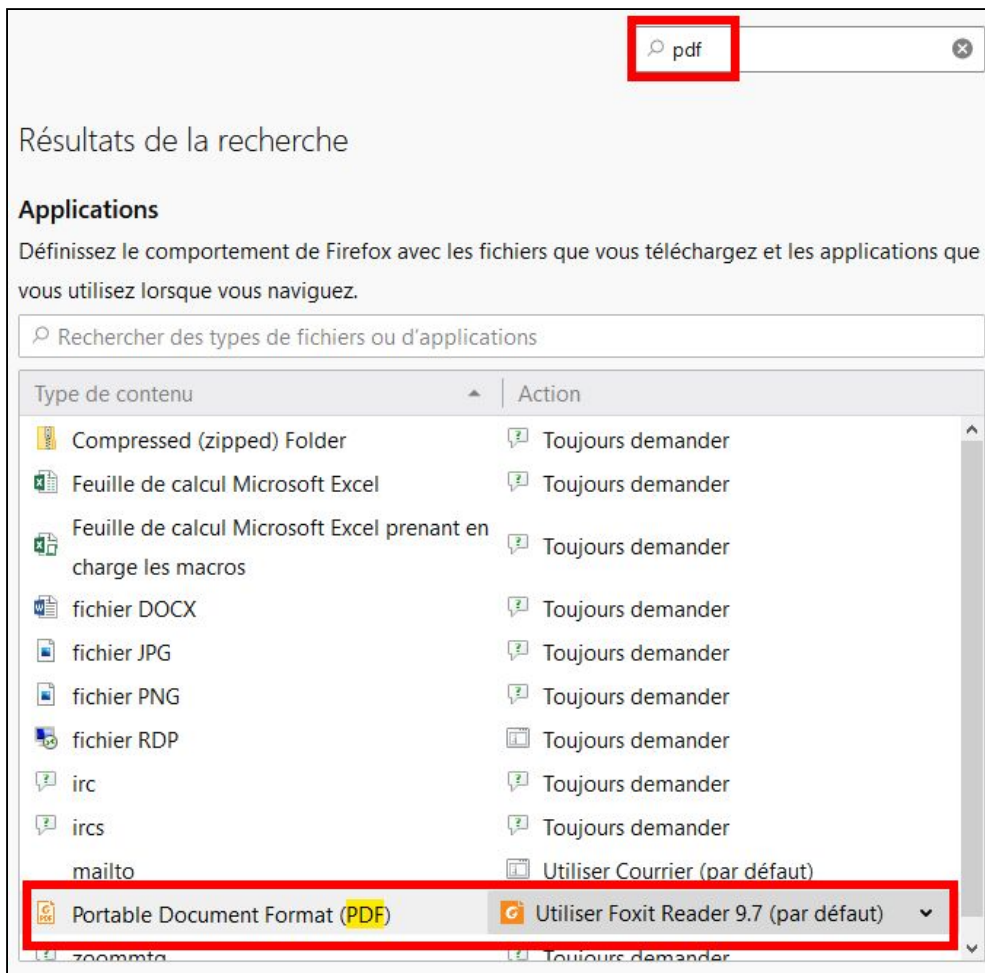 pdf
Résultats de la recherche
Applications
Définissez le comportement de Firefox avec les fichiers que vous téléchargez et les applications que
vous utilisez lorsque vous naviguez.
Rechercher des types de fichiers ou d'applications
Type de contenu Action
Compressed (zipped) Folder Toujours demander
Feuille de calcul Microsoft Excel Toujours demander
Feuille de calcul Microsoft Excel prenant en
charge les macros Toujours demander
fichier DOCX Toujours demander
fichier JPG Toujours demander
fichier PNG Toujours demander
fichier RDP Toujours demander
irc Toujours demander
ircs Toujours demander
mailto Utiliser Courrier (par défaut)
Portable Document Format (PDF) Utiliser Foxit Reader 9.7 (par défaut)
zoommtg Toujours demander